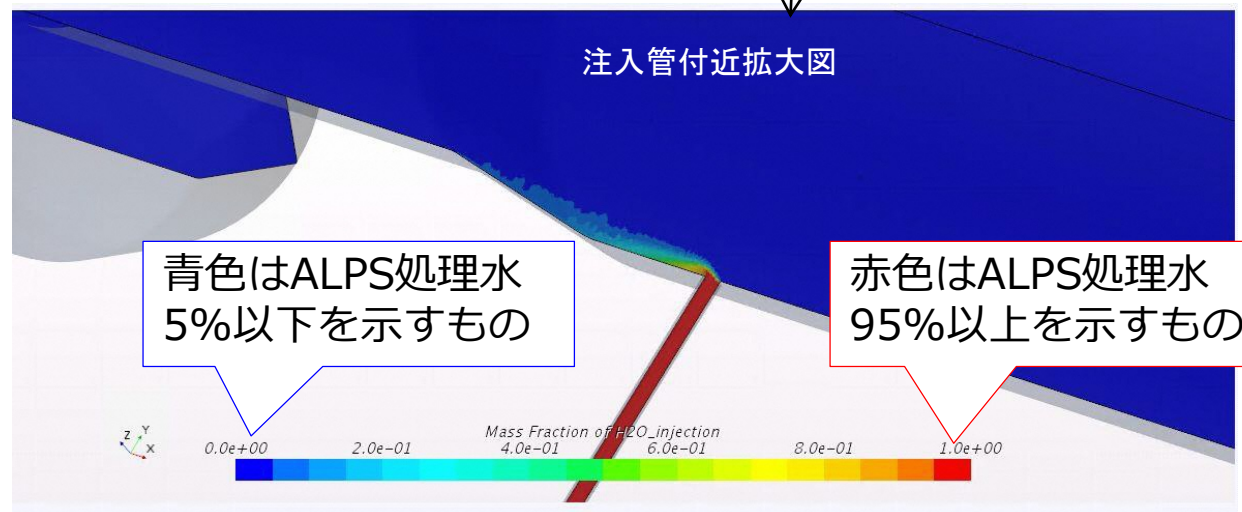 注入管付近拡大図
青色はALPS処理水
5%以下を示すもの
赤色はALPS処理水
95%以上を示すもの
Z Y X
Mass Fraction of H2O_injection
0.0e+00 2.0e-01 4.0e-01 6.0e-01 8.0e-01 1.0e+00